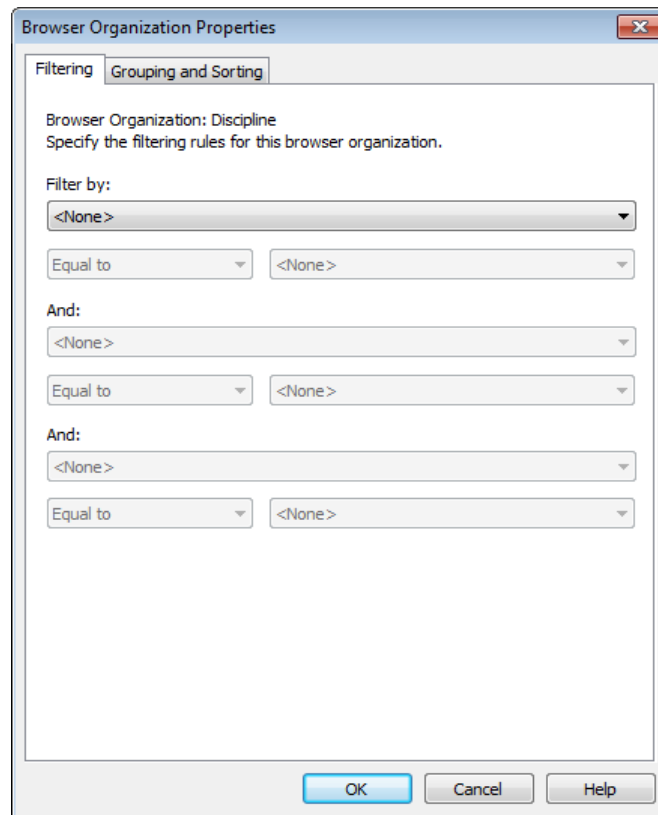 Browser Organization Properties
Filtering
Grouping and Sorting
Browser Organization: Discipline
Specify the filtering rules for this browser organization.
Filter by:
<None>
Equal to
<None>
And:
<None>
Equal to
<None>
And:
<None>
Equal to
<None>
OK
Cancel
Help